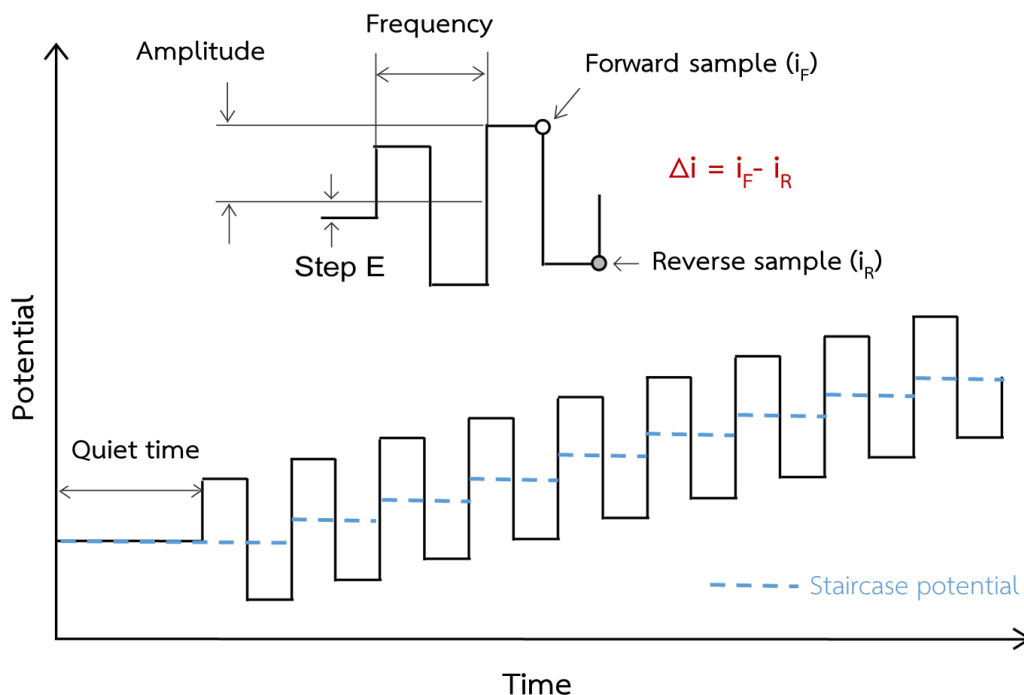 Frequency
Amplitude
Forward sample (iF)
Δi = iF- iR
Step E
Reverse sample (iR)
Potential
Quiet time
Staircase potential
Time